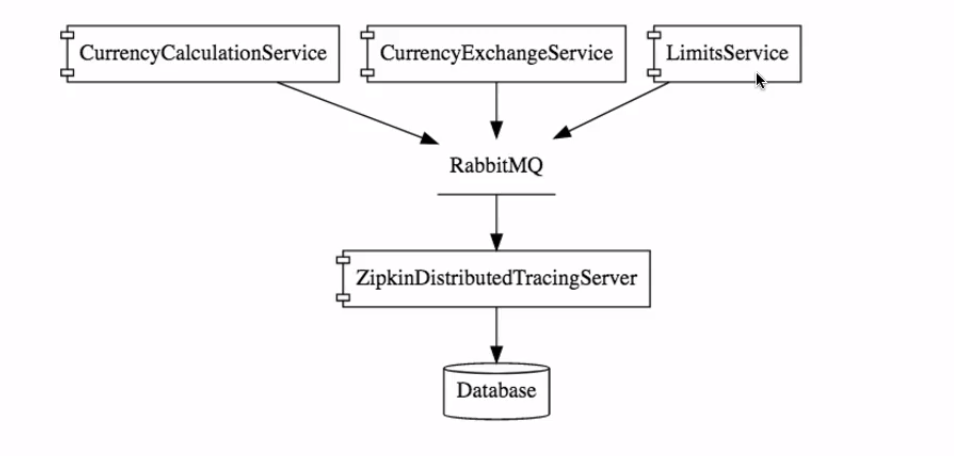 CurrencyCalculationService
CurrencyExchangeService
LimitsService
RabbitMQ
ZipkinDistributedTracingServer
Database